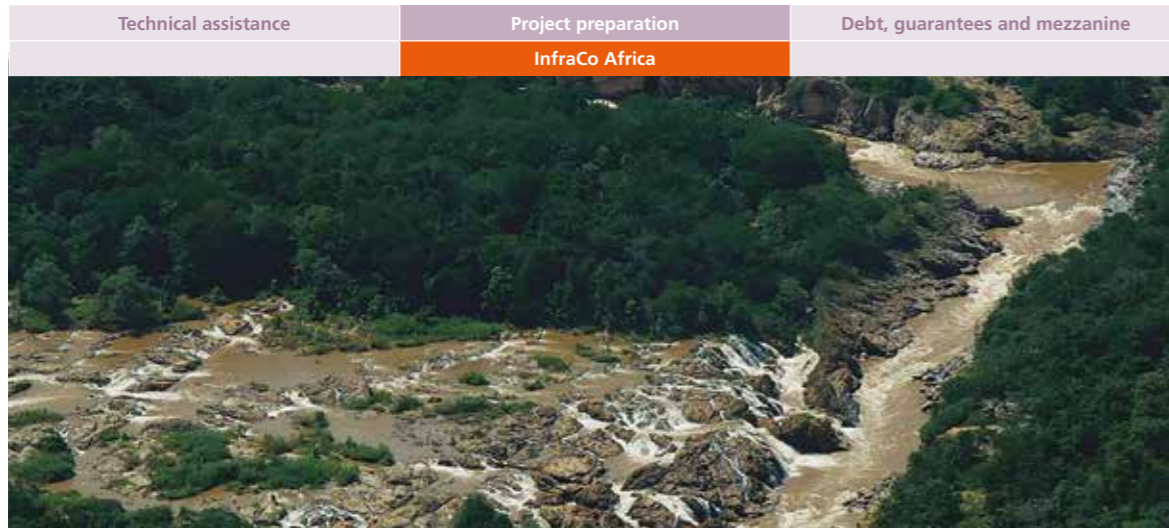 Technical assistance
Project preparation
Debt, guarantees and mezzanine
InfraCo Africa